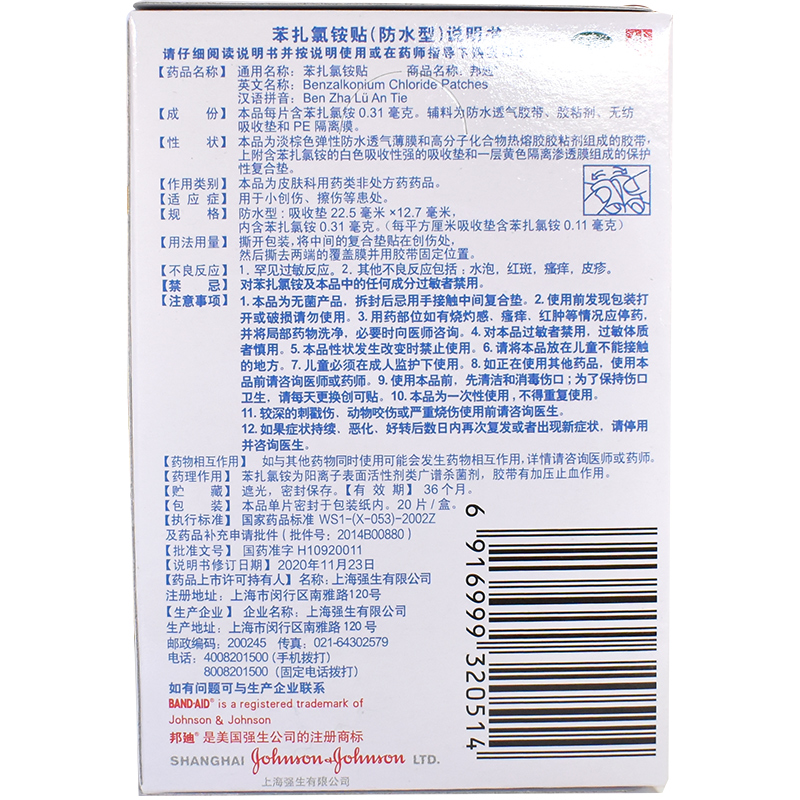 苯扎氯铵贴(防水型)说明书
请仔细阅读说明书并按说明使用或在药师指导下
【药品名称】 通用名称：苯扎氯铵贴 商品名称：邦迪®
英文名称：Benzalkonium Chloride Patches
汉语拼音：Ben Zha Lü An Tie
【成 份】 本品每片含苯扎氯铵 0.31 毫克。辅料为防水透气胶带、胶粘剂、无纺
吸收垫和 PE 隔离膜。
【性 状】 本品为淡棕色弹性防水透气薄膜和高分子化合物热熔胶胶粘剂组成的胶带，
上附含苯扎氯铵的白色吸收性强的吸收垫和一层黄色隔离渗透膜组成的保护
性复合垫。
【作用类别】 本品为皮肤科用药类非处方药药品。
【适 应 症】 用于小创伤、擦伤等患处。
【规 格】 防水型：吸收垫 22.5 毫米 ×12.7 毫米，
内含苯扎氯铵 0.31 毫克。（每平方厘米吸收垫含苯扎氯铵 0.11 毫克）
【用法用量】 撕开包装,将中间的复合垫贴在创伤处，
然后撕去两端的覆盖膜并用胶带固定位置。
【不良反应】 1. 罕见过敏反应。2. 其他不良反应包括：水泡，红斑，瘙痒，皮疹。
【禁 忌】 对苯扎氯铵及本品中的任何成分过敏者禁用。
【注意事项】 1. 本品为无菌产品，拆封后忌用手接触中间复合垫。2. 使用前发现包装打
开或破损请勿使用。3. 用药部位如有烧灼感、瘙痒、红肿等情况应停药，
并将局部药物洗净，必要时向医师咨询。4. 对本品过敏者禁用，过敏体质
者慎用。5. 本品性状发生改变时禁止使用。6. 请将本品放在儿童不能接触
的地方。7. 儿童必须在成人监护下使用。8. 如正在使用其他药品，使用本
品前请咨询医师或药师。9. 使用本品前，先清洁和消毒伤口；为了保持伤口
卫生，请每天更换创可贴。10. 本品为一次性使用，不得重复使用。
11. 较深的刺戳伤，动物咬伤或严重烧伤使用前请咨询医生。
12. 如果症状持续、恶化，好转后数日内再次复发或者出现新症状，请停用
并咨询医生。
【药物相互作用】 如与其他药物同时使用可能会发生药物相互作用,详情请咨询医师或药师。
【药理作用】 苯扎氯铵为阳离子表面活性剂类广谱杀菌剂，胶带有加压止血作用。
【贮 藏】 遮光，密封保存。【有 效 期】 36 个月。
【包 装】 本品单片密封于包装纸内。20 片 / 盒。
【执行标准】 国家药品标准 WS1-(X-053)-2002Z
及药品补充申请批件（批件号：2014B00880）
【批准文号】 国药准字 H10920011
【说明书修订日期】 2020年11月23日
【药品上市许可持有人】 名称：上海强生有限公司
注册地址：上海市闵行区南雅路120号
【生产企业】 企业名称：上海强生有限公司
生产地址：上海市闵行区南雅路 120 号
邮政编码：200245 传真：021-64302579
电话：4008201500（手机拨打）
8008201500（固定电话拨打）
如有问题可与生产企业联系
BAND-AID® is a registered trademark of
Johnson & Johnson
邦廸® 是美国强生公司的注册商标
SHANGHAI Johnson & Johnson LTD.
上海强生有限公司
6 916999 320514